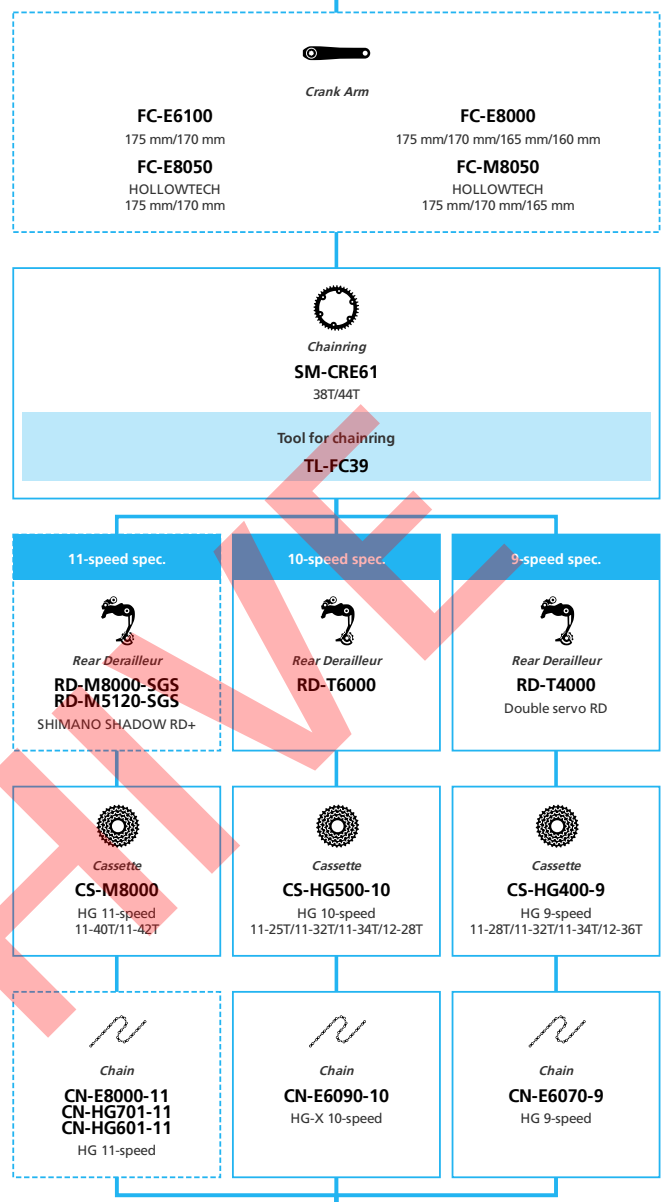 Crank Arm
FC-E6100
175 mm/170 mm
FC-E8000
175 mm/170 mm/165 mm/160 mm
FC-E8050
HOLLOWTECH
175 mm/170 mm
FC-M8050
HOLLOWTECH
175 mm/170 mm/165 mm
Chainring
SM-CRE61
38T/44T
Tool for chainring
TL-FC39
11-speed spec.
Rear Derailleur
RD-M8000-SGS
RD-M5120-SGS
SHIMANO SHADOW RD+
10-speed spec.
Rear Derailleur
RD-T6000
9-speed spec.
Rear Derailleur
RD-T4000
Double servo RD
Cassette
CS-M8000
HG 11-speed
11-40T/11-42T
Cassette
CS-HG500-10
HG 10-speed
11-25T/11-32T/11-34T/12-28T
Cassette
CS-HG400-9
HG 9-speed
11-28T/11-32T/11-34T/12-36T
Chain
CN-E8000-11
CN-HG701-11
CN-HG601-11
HG 11-speed
Chain
CN-E6090-10
HG-X 10-speed
Chain
CN-E6070-9
HG 9-speed
HIVE